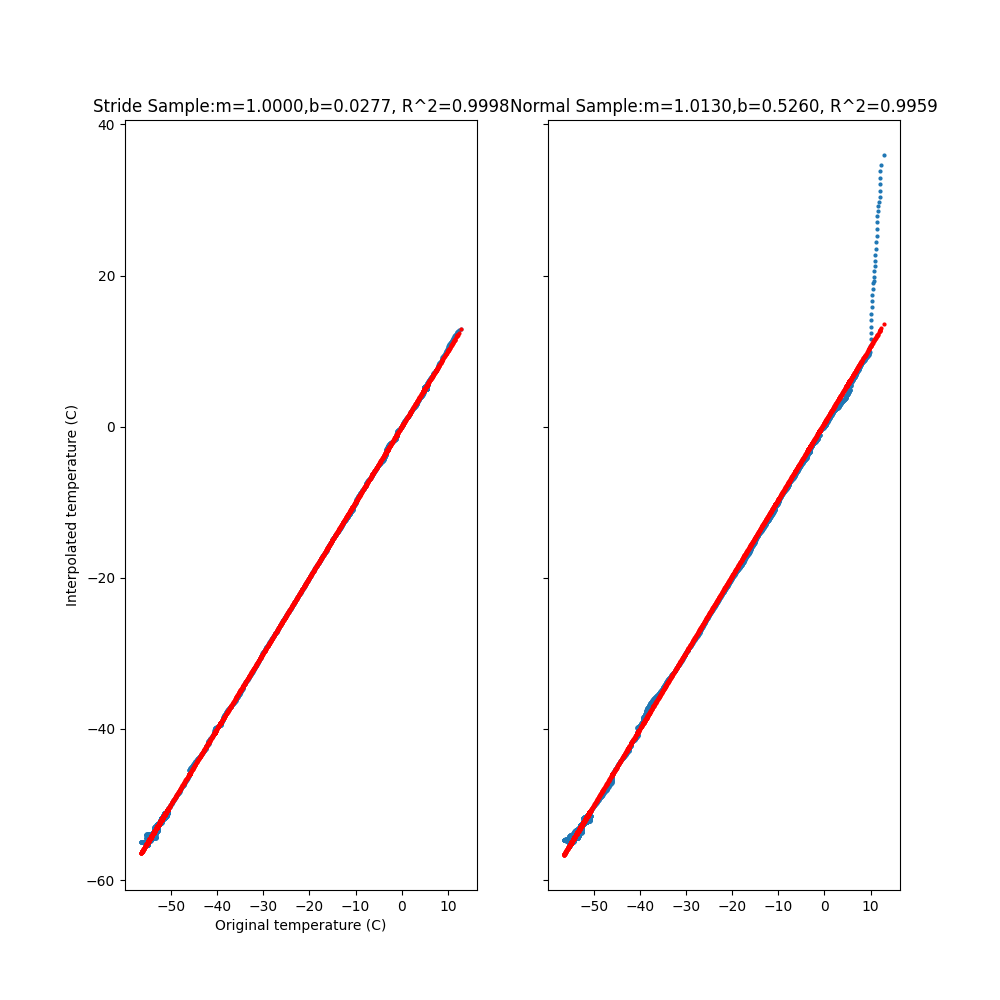 Stride Sample:m=1.0000,b=0.0277, R^2=0.9998
Normal Sample:m=1.0130,b=0.5260, R^2=0.9959
40
20
0
−20
−40
−60
Interpolated temperature (C)
−50 −40 −30 −20 −10 0 10
−50 −40 −30 −20 −10 0 10
Original temperature (C)